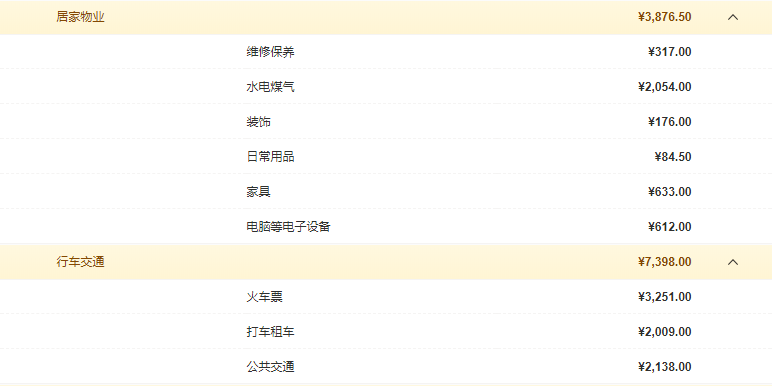 居家物业 ¥3,876.50
维修保养 ¥317.00
水电煤气 ¥2,054.00
装饰 ¥176.00
日常用品 ¥84.50
家具 ¥633.00
电脑等电子设备 ¥612.00
行车交通 ¥7,398.00
火车票 ¥3,251.00
打车租车 ¥2,009.00
公共交通 ¥2,138.00